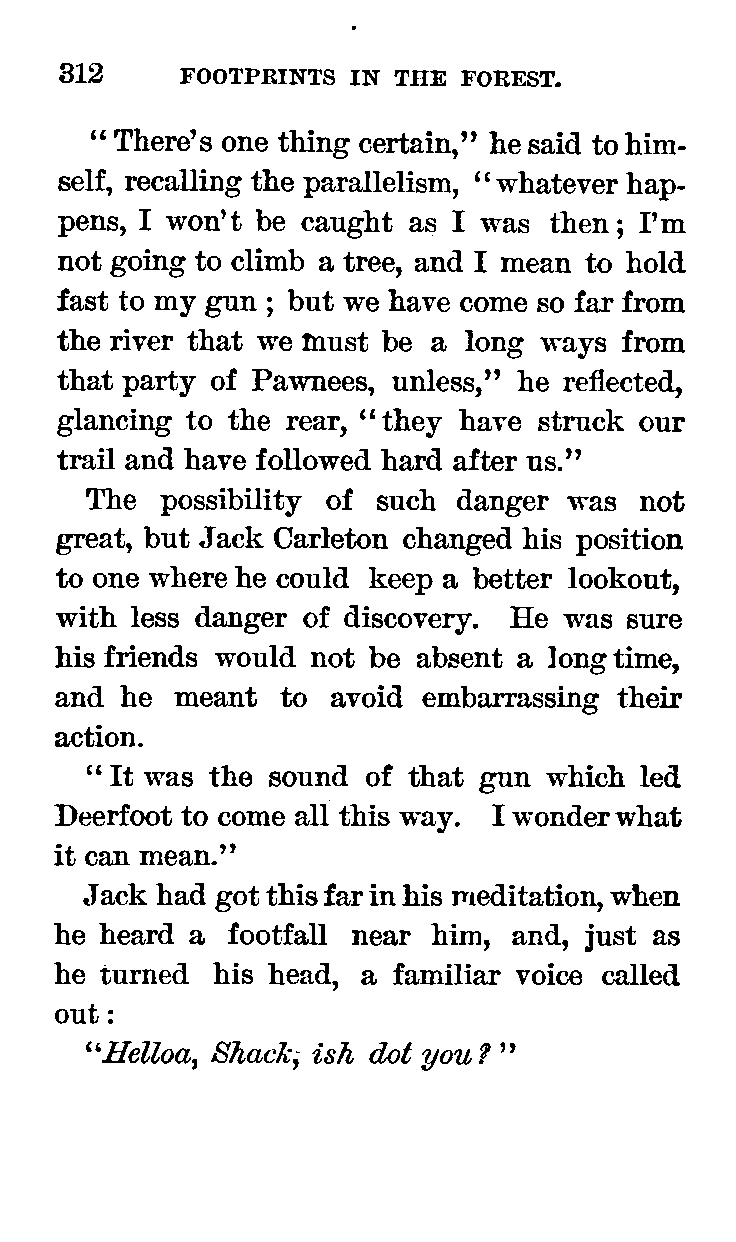 312 FOOTPRINTS IN THE FOREST.
"There's one thing certain," he said to him-
self, recalling the parallelism, "whatever hap-
pens, I won't be caught as I was then; I'm
not going to climb a tree, and I mean to hold
fast to my gun; but we have come so far from
the river that we must be a long ways from
that party of Pawnees, unless," he reflected,
glancing to the rear, "they have struck our
trail and have followed hard after us."
The possibility of such danger was not
great, but Jack Carleton changed his position
to one where he could keep a better lookout,
with less danger of discovery. He was sure
his friends would not be absent a long time,
and he meant to avoid embarrassing their
action.
"It was the sound of that gun which led
Deerfoot to come all this way. I wonder what
it can mean."
Jack had got this far in his meditation, when
he heard a footfall near him, and, just as
he turned his head, a familiar voice called
out:
"Helloa, Shack, ish dot you?"